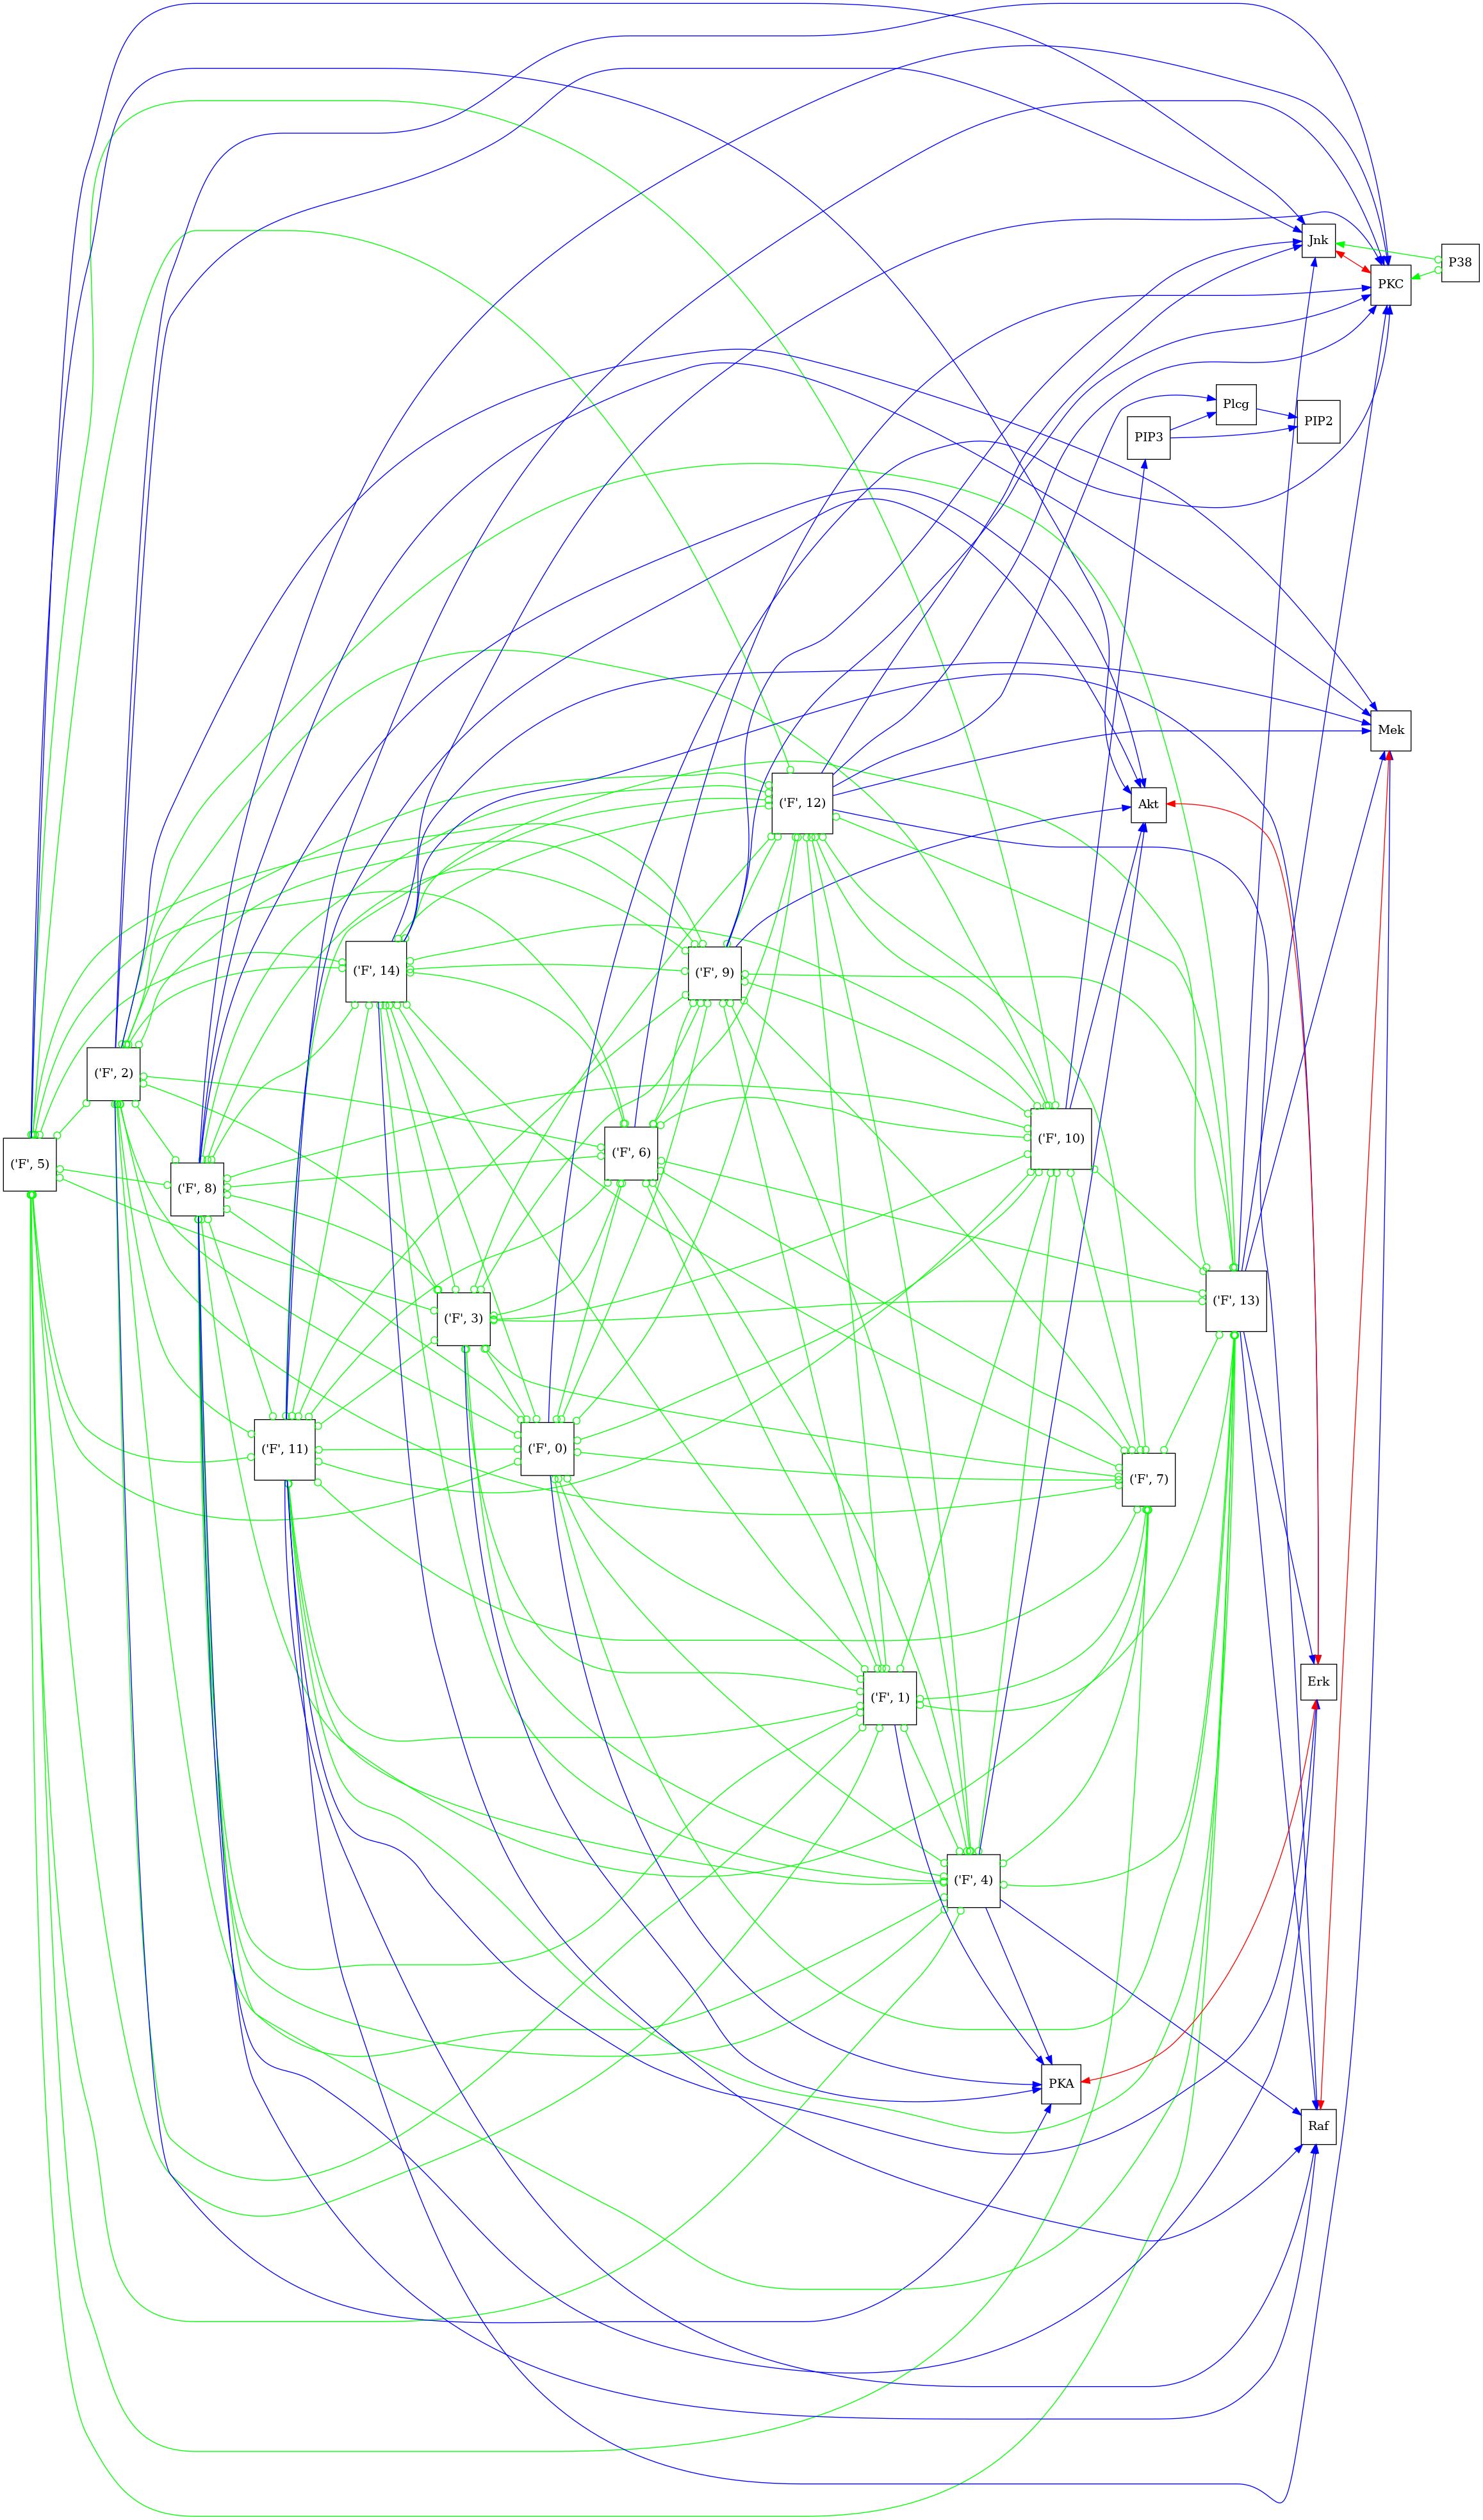 Jnk
P38
PKC
Plcg
PIP2
PIP3
Mek
Akt
('F', 12)
('F', 14)
('F', 9)
('F', 2)
('F', 10)
('F', 6)
('F', 5)
('F', 8)
('F', 13)
('F', 3)
('F', 0)
('F', 11)
('F', 7)
Erk
('F', 1)
('F', 4)
PKA
Raf